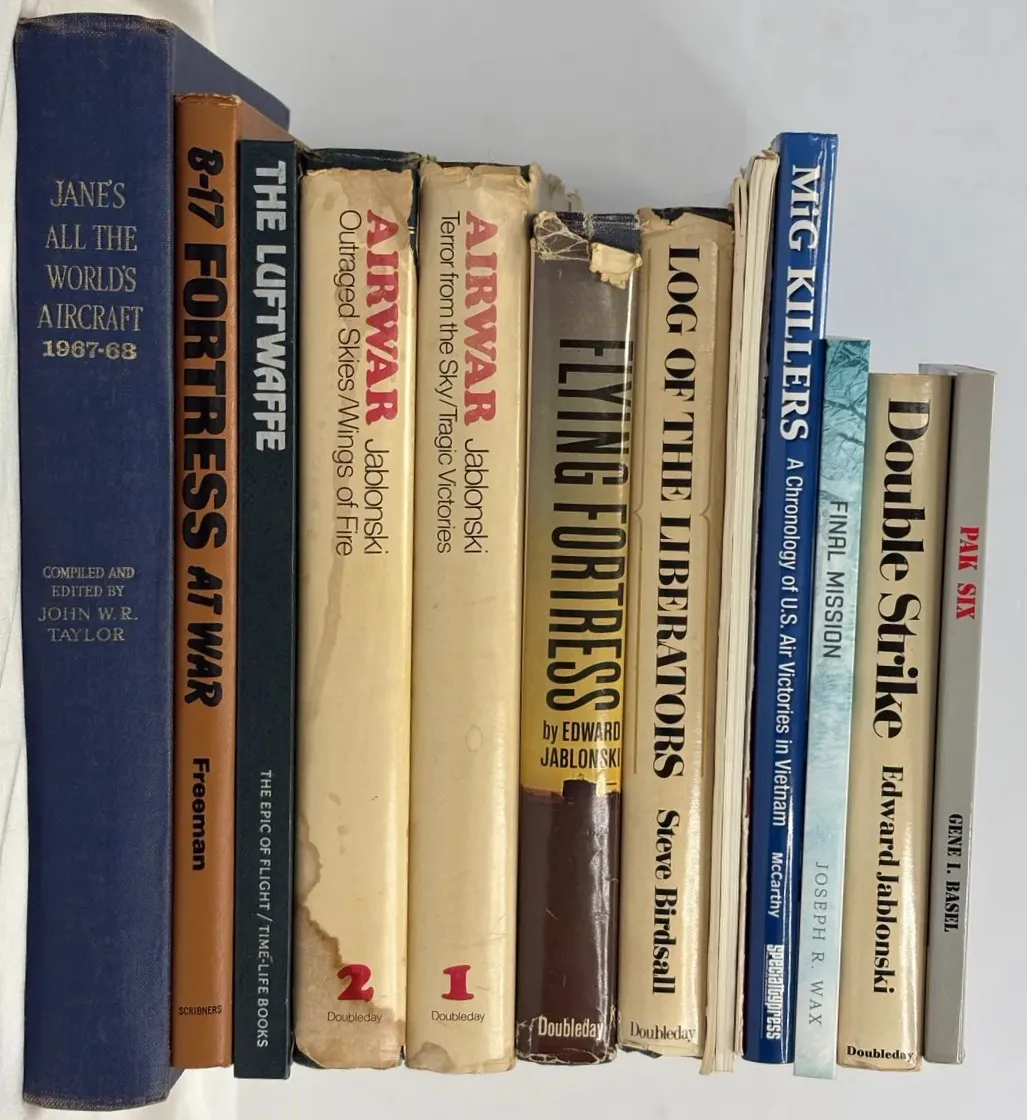 JANE'S
ALL THE
WORLD'S
AIRCRAFT
1967-68
COMPILED AND
EDITED BY
JOHN W. R.
TAYLOR
B-17 FORTRESS AT WAR
Freeman
SCRIBNERS
THE LUFTWAFFE
THE EPIC OF FLIGHT / TIME-LIFE BOOKS
AIRWAR Jablonski
Outraged Skies/Wings of Fire
2
Doubleday
AIRWAR Jablonski
Terror from the Sky/Tragic Victories
1
Doubleday
FLYING FORTRESS
by EDWARD
JABLONSKI
Doubleday
LOG OF THE LIBERATORS Steve Birdsall
Doubleday
MiG KILLERS A Chronology of U.S. Air Victories in Vietnam McCarthy
specialtypress
FINAL MISSION JOSEPH R. WAX
Double Strike Edward Jablonski
Doubleday
PAK SIX GENE I. BASEL